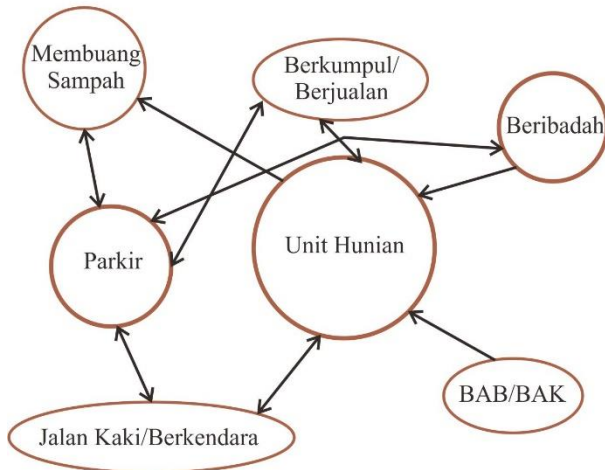 Membuang
Sampah
Berkumpul/
Berjualan
Beribadah
Parkir
Unit Hunian
BAB/BAK
Jalan Kaki/Berkendara